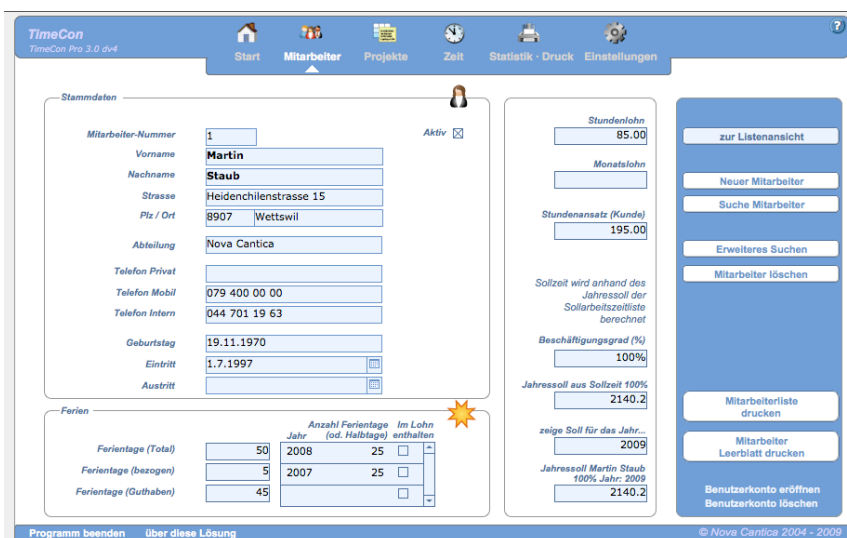 TimeCon
TimeCon Pro 3.0 dv4
Start Mitarbeiter Projekte Zeit Statistik · Druck Einstellungen
?
Stammdaten
Mitarbeiter-Nummer 1 Aktiv
Vorname Martin
Nachname Staub
Strasse Heidenchilenstrasse 15
Plz / Ort 8907 Wettswil
Abteilung Nova Cantica
Telefon Privat
Telefon Mobil 079 400 00 00
Telefon Intern 044 701 19 63
Geburtstag 19.11.1970
Eintritt 1.7.1997
Austritt
Ferien
Anzahl Ferientage Im Lohn
Jahr (od. Halbtage) enthalten
Ferientage (Total) 50 2008 25
Ferientage (bezogen) 5 2007 25
Ferientage (Guthaben) 45
Stundenlohn
85.00
Monatslohn
Stundenansatz (Kunde)
195.00
Sollzeit wird anhand des
Jahressoll der
Sollarbeitszeitliste
berechnet
Beschäftigungsgrad (%)
100%
Jahressoll aus Sollzeit 100%
2140.2
zeige Soll für das Jahr...
2009
Jahressoll Martin Staub
100% Jahr: 2009
2140.2
zur Listenansicht
Neuer Mitarbeiter
Suche Mitarbeiter
Erweiteres Suchen
Mitarbeiter löschen
Mitarbeiterliste
drucken
Mitarbeiter
Leerblatt drucken
Benutzerkonto eröffnen
Benutzerkonto löschen
Programm beenden über diese Lösung © Nova Cantica 2004 - 2009